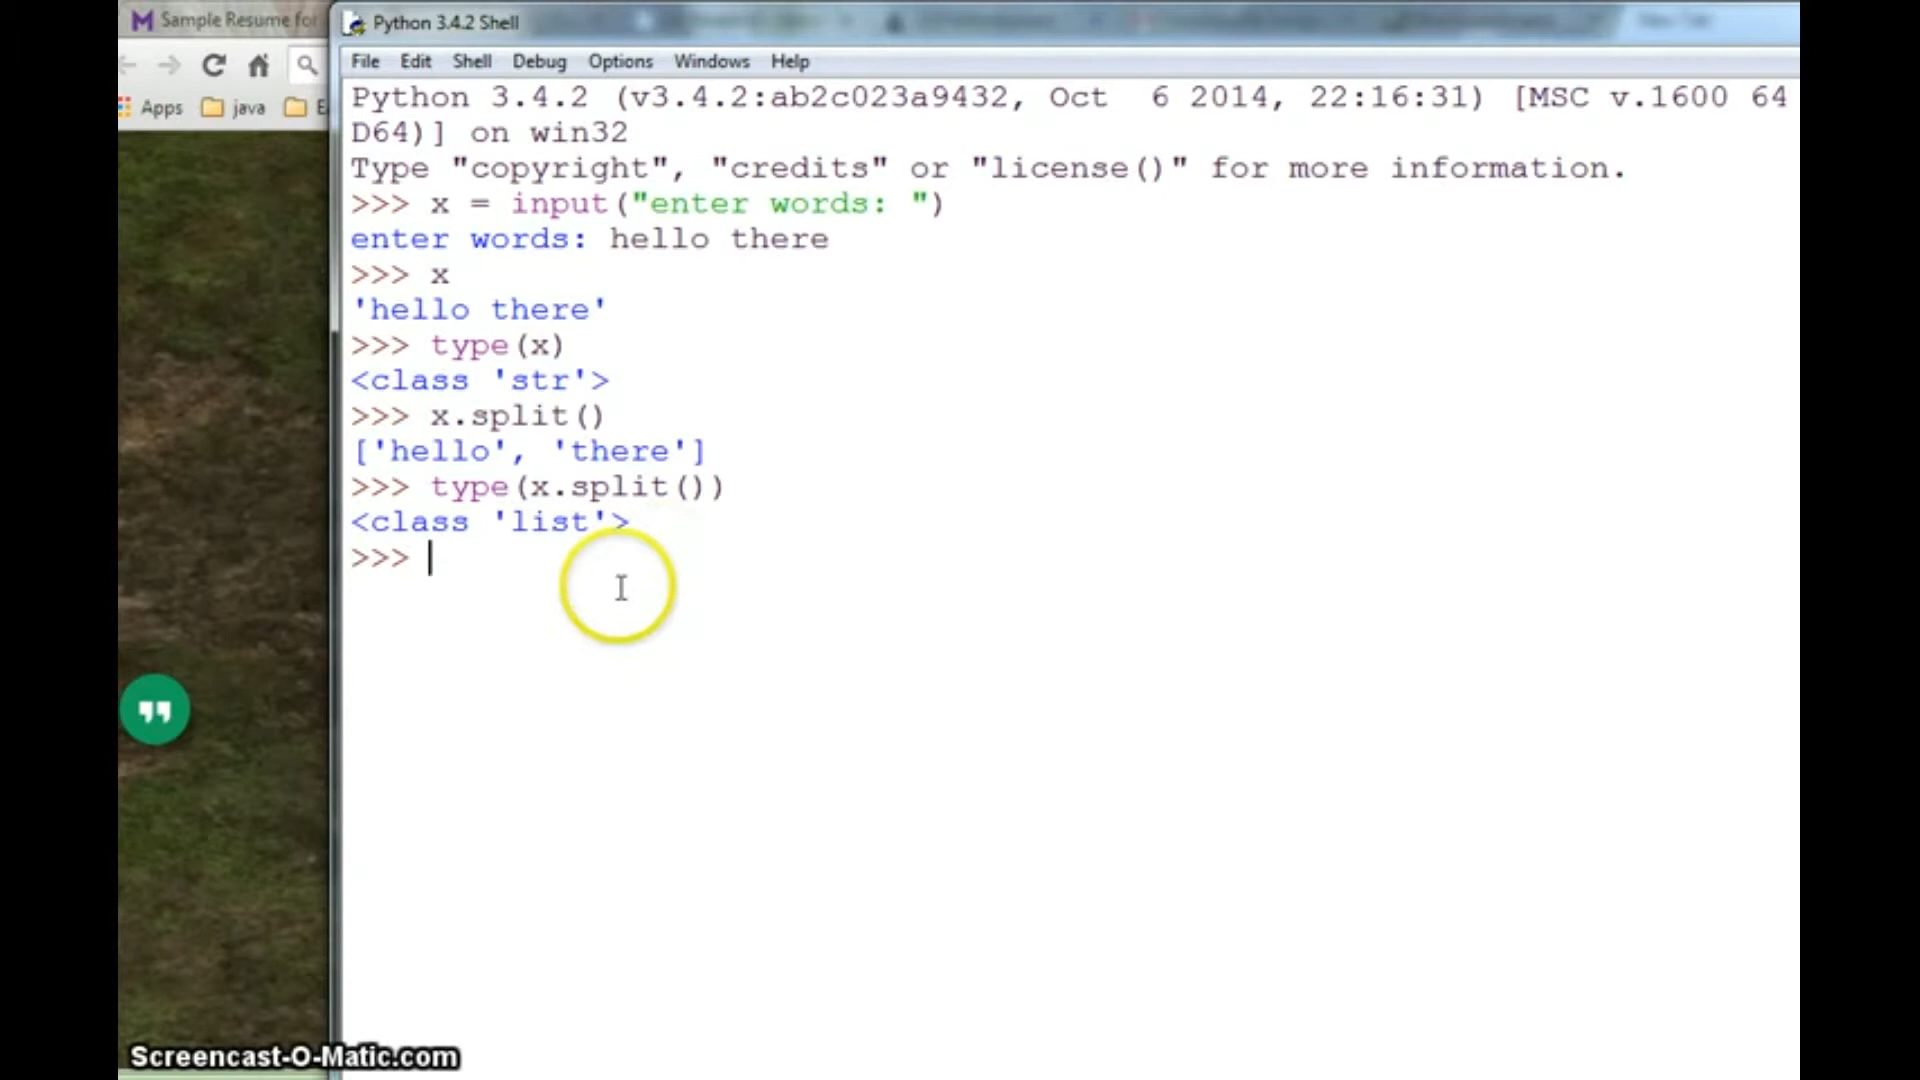 Sample Resume for
Python 3.4.2 Shell
File Edit Shell Debug Options Windows Help
Apps java
Python 3.4.2 (v3.4.2:ab2c023a9432, Oct  6 2014, 22:16:31) [MSC v.1600 64
D64)] on win32
Type "copyright", "credits" or "license()" for more information.
>>> x = input("enter words: ")
enter words: hello there
>>> x
'hello there'
>>> type(x)
<class 'str'>
>>> x.split()
['hello', 'there']
>>> type(x.split())
<class 'list'>
>>>
Screencast-O-Matic.com